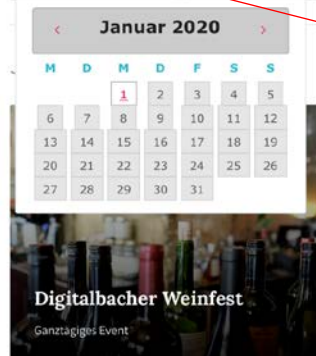 ‹ Januar 2020 ›
M D M D F S S
1 2 3 4 5
6 7 8 9 10 11 12
13 14 15 16 17 18 19
20 21 22 23 24 25 26
27 28 29 30 31
Digitalbacher Weinfest
Ganztägiges Event